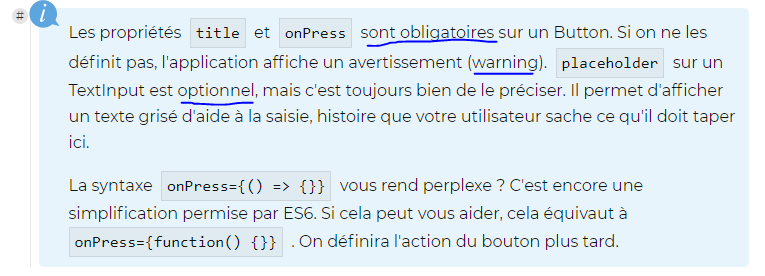 #
i
Les propriétés title et onPress sont obligatoires sur un Button. Si on ne les
définit pas, l'application affiche un avertissement (warning). placeholder sur un
TextInput est optionnel, mais c'est toujours bien de le préciser. Il permet d'afficher
un texte grisé d'aide à la saisie, histoire que votre utilisateur sache ce qu'il doit taper
ici.
La syntaxe onPress={() => {}} vous rend perplexe ? C'est encore une
simplification permise par ES6. Si cela peut vous aider, cela équivaut à
onPress={function() {}} . On définira l'action du bouton plus tard.